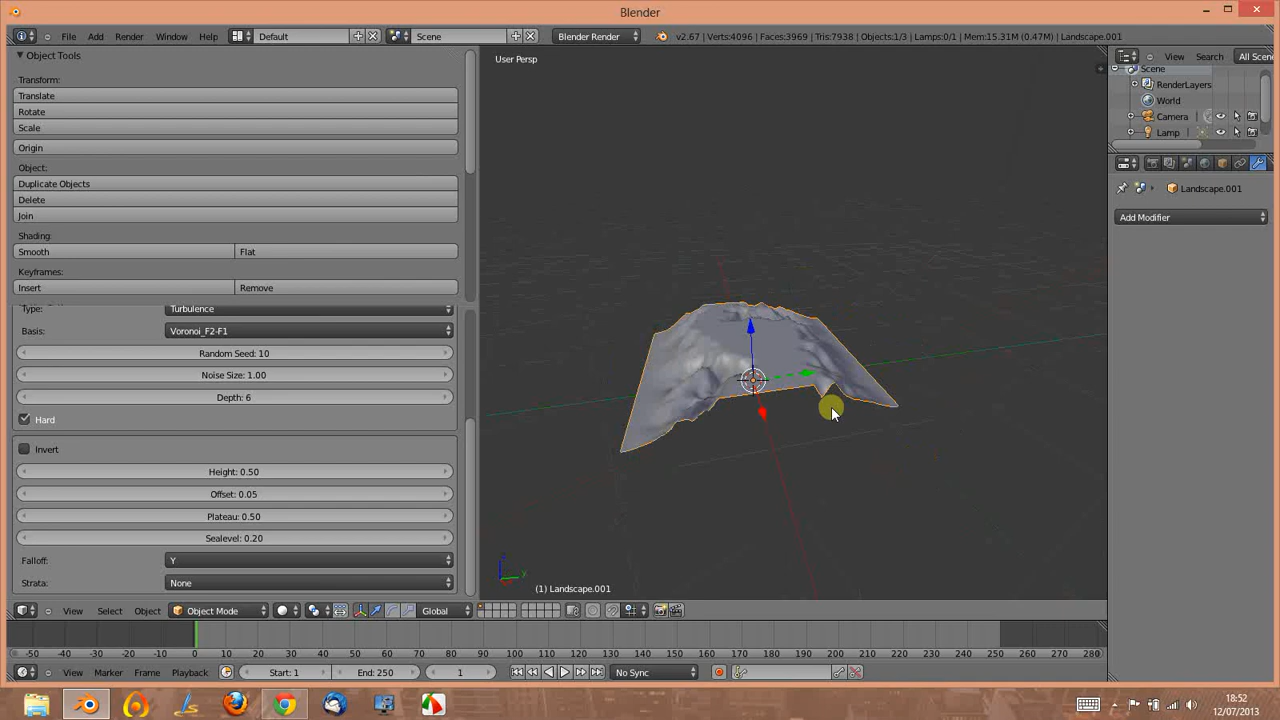 Blender
File Add Render Window Help Default Scene Blender Render v2.67 | Verts:4096 | Faces:3969 | Tris:7938 | Objects:1/3 | Lamps:0/1 | Mem:15.31M (0.47M) | Landscape.001
Object Tools
Transform:
Translate
Rotate
Scale
Origin
Object:
Duplicate Objects
Delete
Join
Shading:
Smooth Flat
Keyframes:
Insert Remove
Type: Turbulence
Basis: Voronoi_F2-F1
Random Seed: 10
Noise Size: 1.00
Depth: 6
Hard
Invert
Height: 0.50
Offset: 0.05
Plateau: 0.50
Sealevel: 0.20
Falloff: Y
Strata: None
User Persp
z
y
(1) Landscape.001
View Search All Scene
Scene
RenderLayers
World
Camera
Lamp
Landscape.001
Add Modifier
View Select Object Object Mode Global
-50 -40 -30 -20 -10 0 10 20 30 40 50 60 70 80 90 100 110 120 130 140 150 160 170 180 190 200 210 220 230 240 250 260 270 280
View Marker Frame Playback Start: 1 End: 250 1 No Sync
18:52
12/07/2013